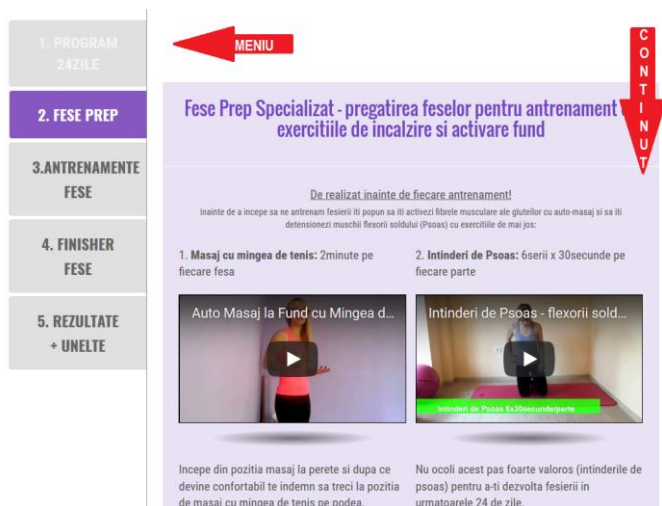 1. PROGRAM
24ZILE
MENIU
CONTINUT
2. FESE PREP
3.ANTRENAMENTE
FESE
4. FINISHER
FESE
5. REZULTATE
+ UNELTE
Fese Prep Specializat - pregatirea feselor pentru antrenament
exercitiile de incalzire si activare fund
De realizat inainte de fiecare antrenament!
Inainte de a incepe sa ne antrenam fesierii iti popun sa iti activezi fibrele musculare ale gluteilor cu auto-masaj si sa iti
detensionezi muschii flexorii soldului (Psoas) cu exercitiile de mai jos:
1. Masaj cu mingea de tenis: 2minute pe
fiecare fesa
2. Intinderi de Psoas: 6serii x 30secunde pe
fiecare parte
Auto Masaj la Fund cu Mingea d...
Intinderi de Psoas - flexorii sold...
Intinderi de Psoas 6x30secunde/parte
Incepe din pozitia masaj la perete si dupa ce
devine confortabil te indemn sa treci la pozitia
de masaj cu mingea de tenis pe podea.
Nu ocoli acest pas foarte valoros (intinderile de
psoas) pentru a-ti dezvolta fesierii in
urmatoarele 24 de zile.